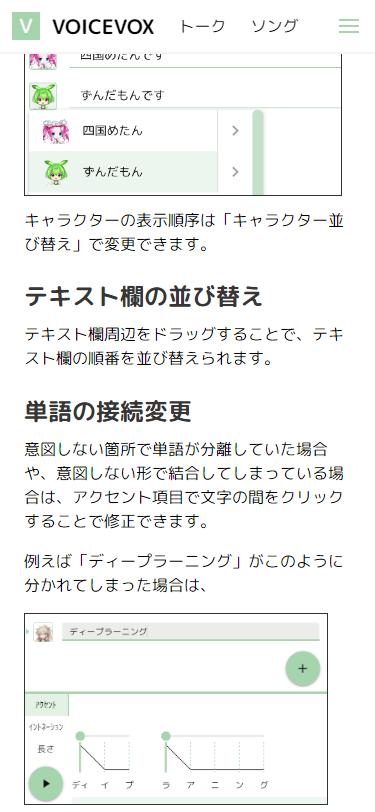 V VOICEVOX トーク ソング
四国めたんです
ずんだもんです
四国めたん
ずんだもん
キャラクターの表示順序は「キャラクター並
び替え」で変更できます。
テキスト欄の並び替え
テキスト欄周辺をドラッグすることで、テキ
スト欄の順番を並び替えられます。
単語の接続変更
意図しない箇所で単語が分離していた場合
や、意図しない形で結合してしまっている場
合は、アクセント項目で文字の間をクリック
することで修正できます。
例えば「ディープラーニング」がこのように
分かれてしまった場合は、
ディープラーニング
アクセント
イントネーション
長さ
ディ イ プ ラ ア ニ ン グ